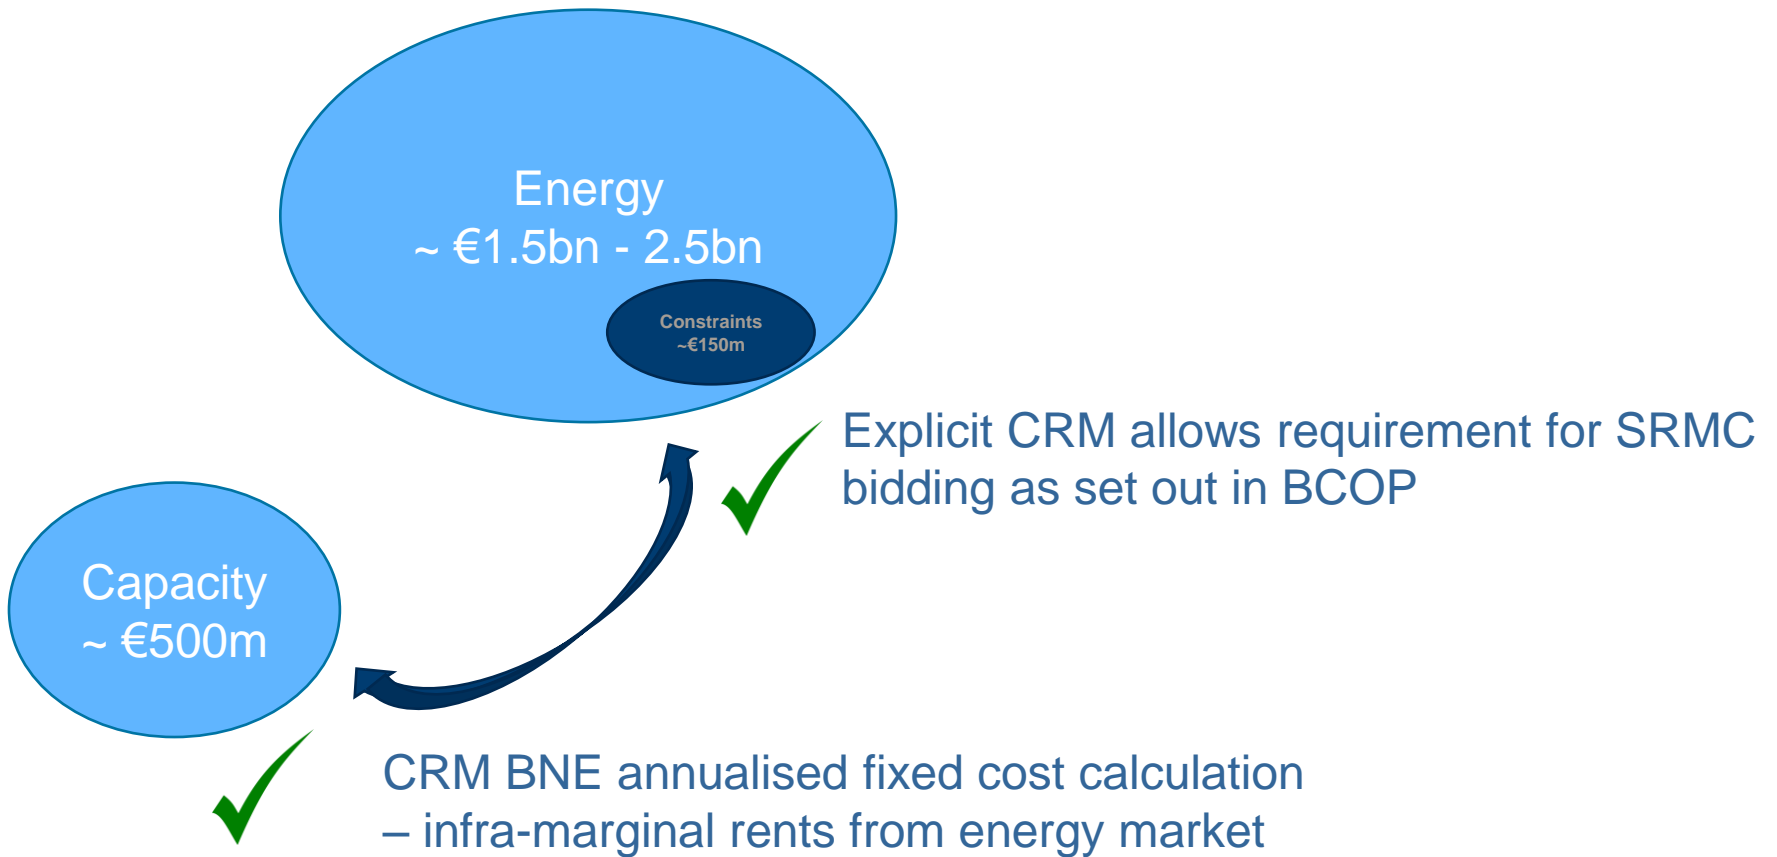 Energy
~ €1.5bn - 2.5bn
Constraints
~€150m
Explicit CRM allows requirement for SRMC
bidding as set out in BCOP
Capacity
~ €500m
CRM BNE annualised fixed cost calculation
– infra-marginal rents from energy market